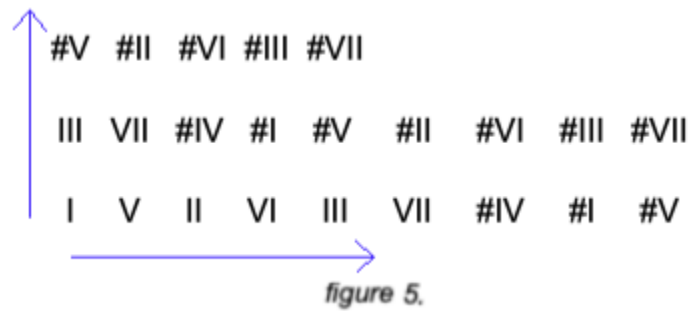 #V #II #VI #III #VII
III VII #IV #I #V #II #VI #III #VII
I V II VI III VII #IV #I #V
figure 5.